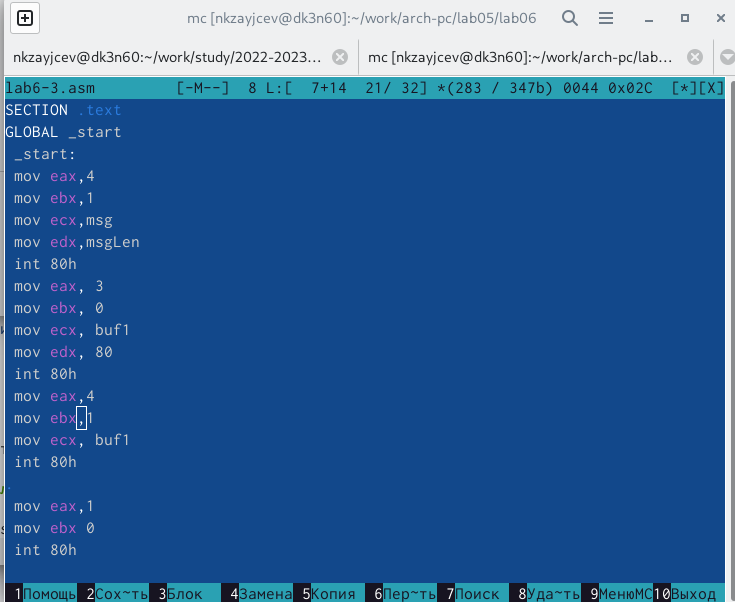 mc [nkzayjcev@dk3n60]:~/work/arch-pc/lab05/lab06
nkzayjcev@dk3n60:~/work/study/2022-2023...
mc [nkzayjcev@dk3n60]:~/work/arch-pc/lab...
lab6-3.asm [-M--] 8 L:[ 7+14 21/ 32] *(283 / 347b) 0044 0x02C [*][X]
SECTION .text
GLOBAL _start
_start:
mov eax,4
mov ebx,1
mov ecx,msg
mov edx,msgLen
int 80h
mov eax, 3
mov ebx, 0
mov ecx, buf1
mov edx, 80
int 80h
mov eax,4
mov ebx,1
mov ecx, buf1
int 80h
mov eax,1
mov ebx 0
int 80h
1Помощь 2Сох~ть 3Блок 4Замена 5Копия 6Пер~ть 7Поиск 8Уда~ть 9МенюMC 10Выход